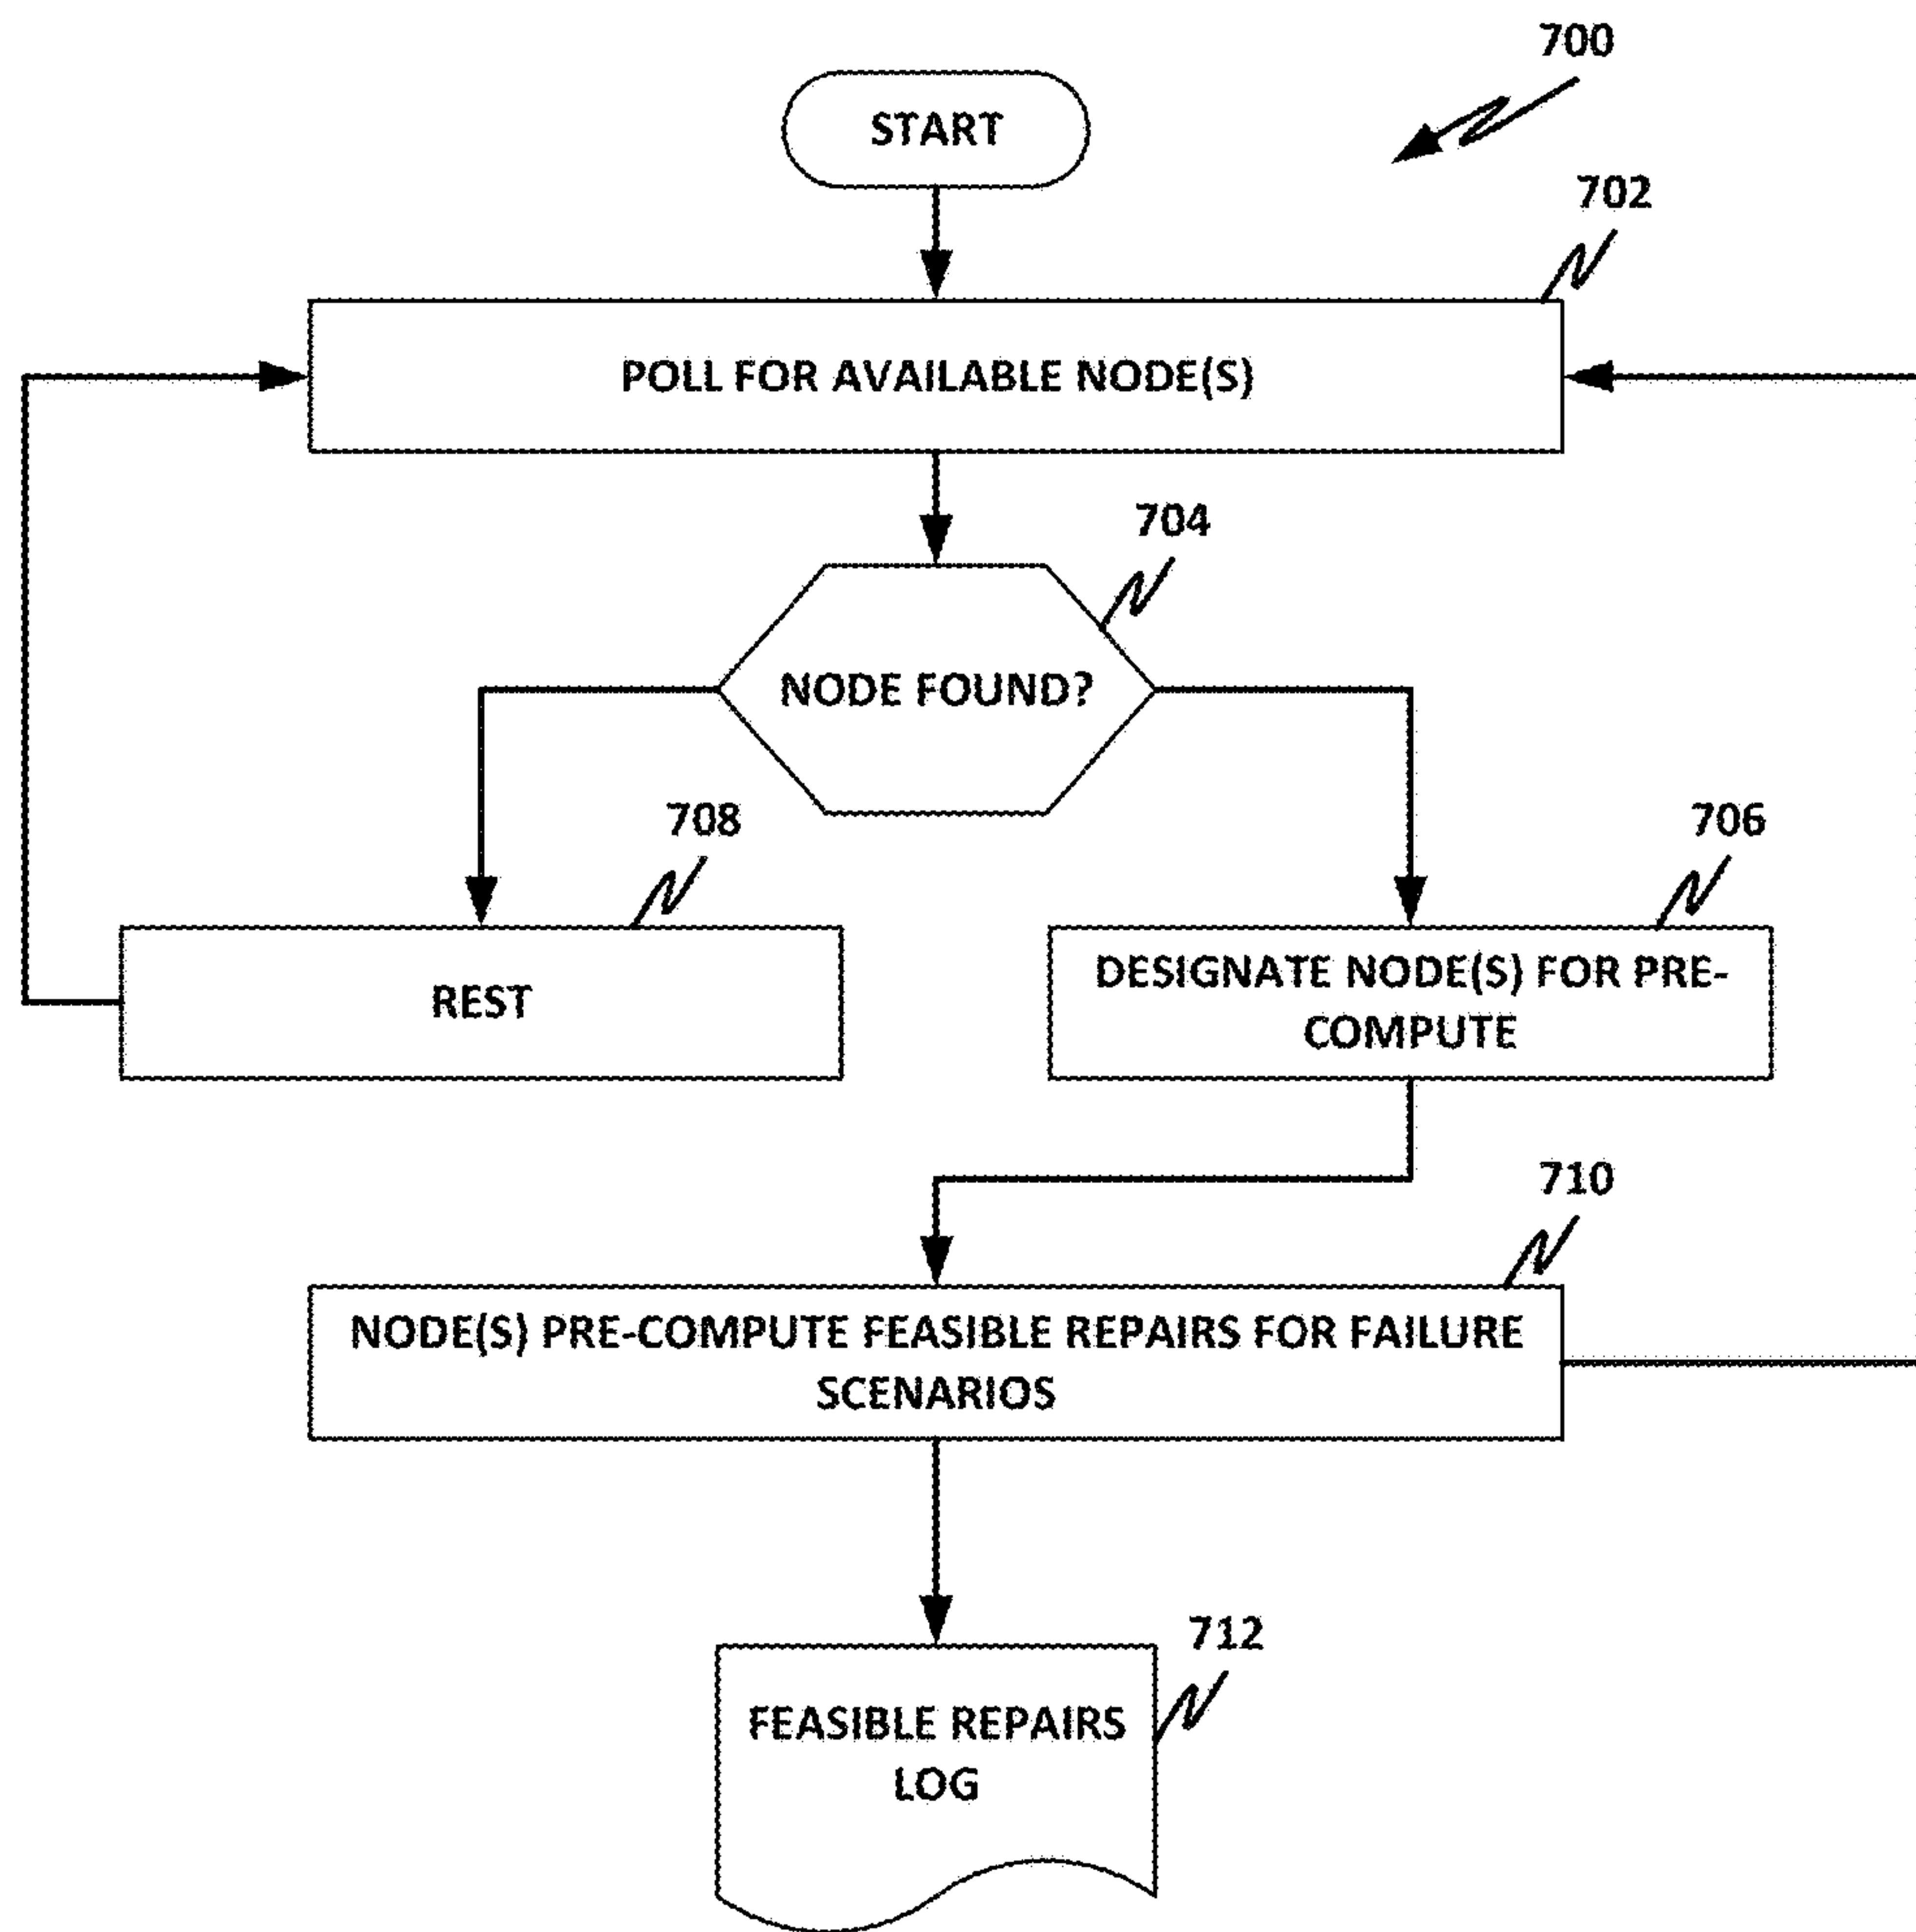 700
START
702
POLL FOR AVAILABLE NODE(S)
704
NODE FOUND?
708
706
REST
DESIGNATE NODE(S) FOR PRE-
COMPUTE
710
NODE(S) PRE-COMPUTE FEASIBLE REPAIRS FOR FAILURE
SCENARIOS
712
FEASIBLE REPAIRS
LOG